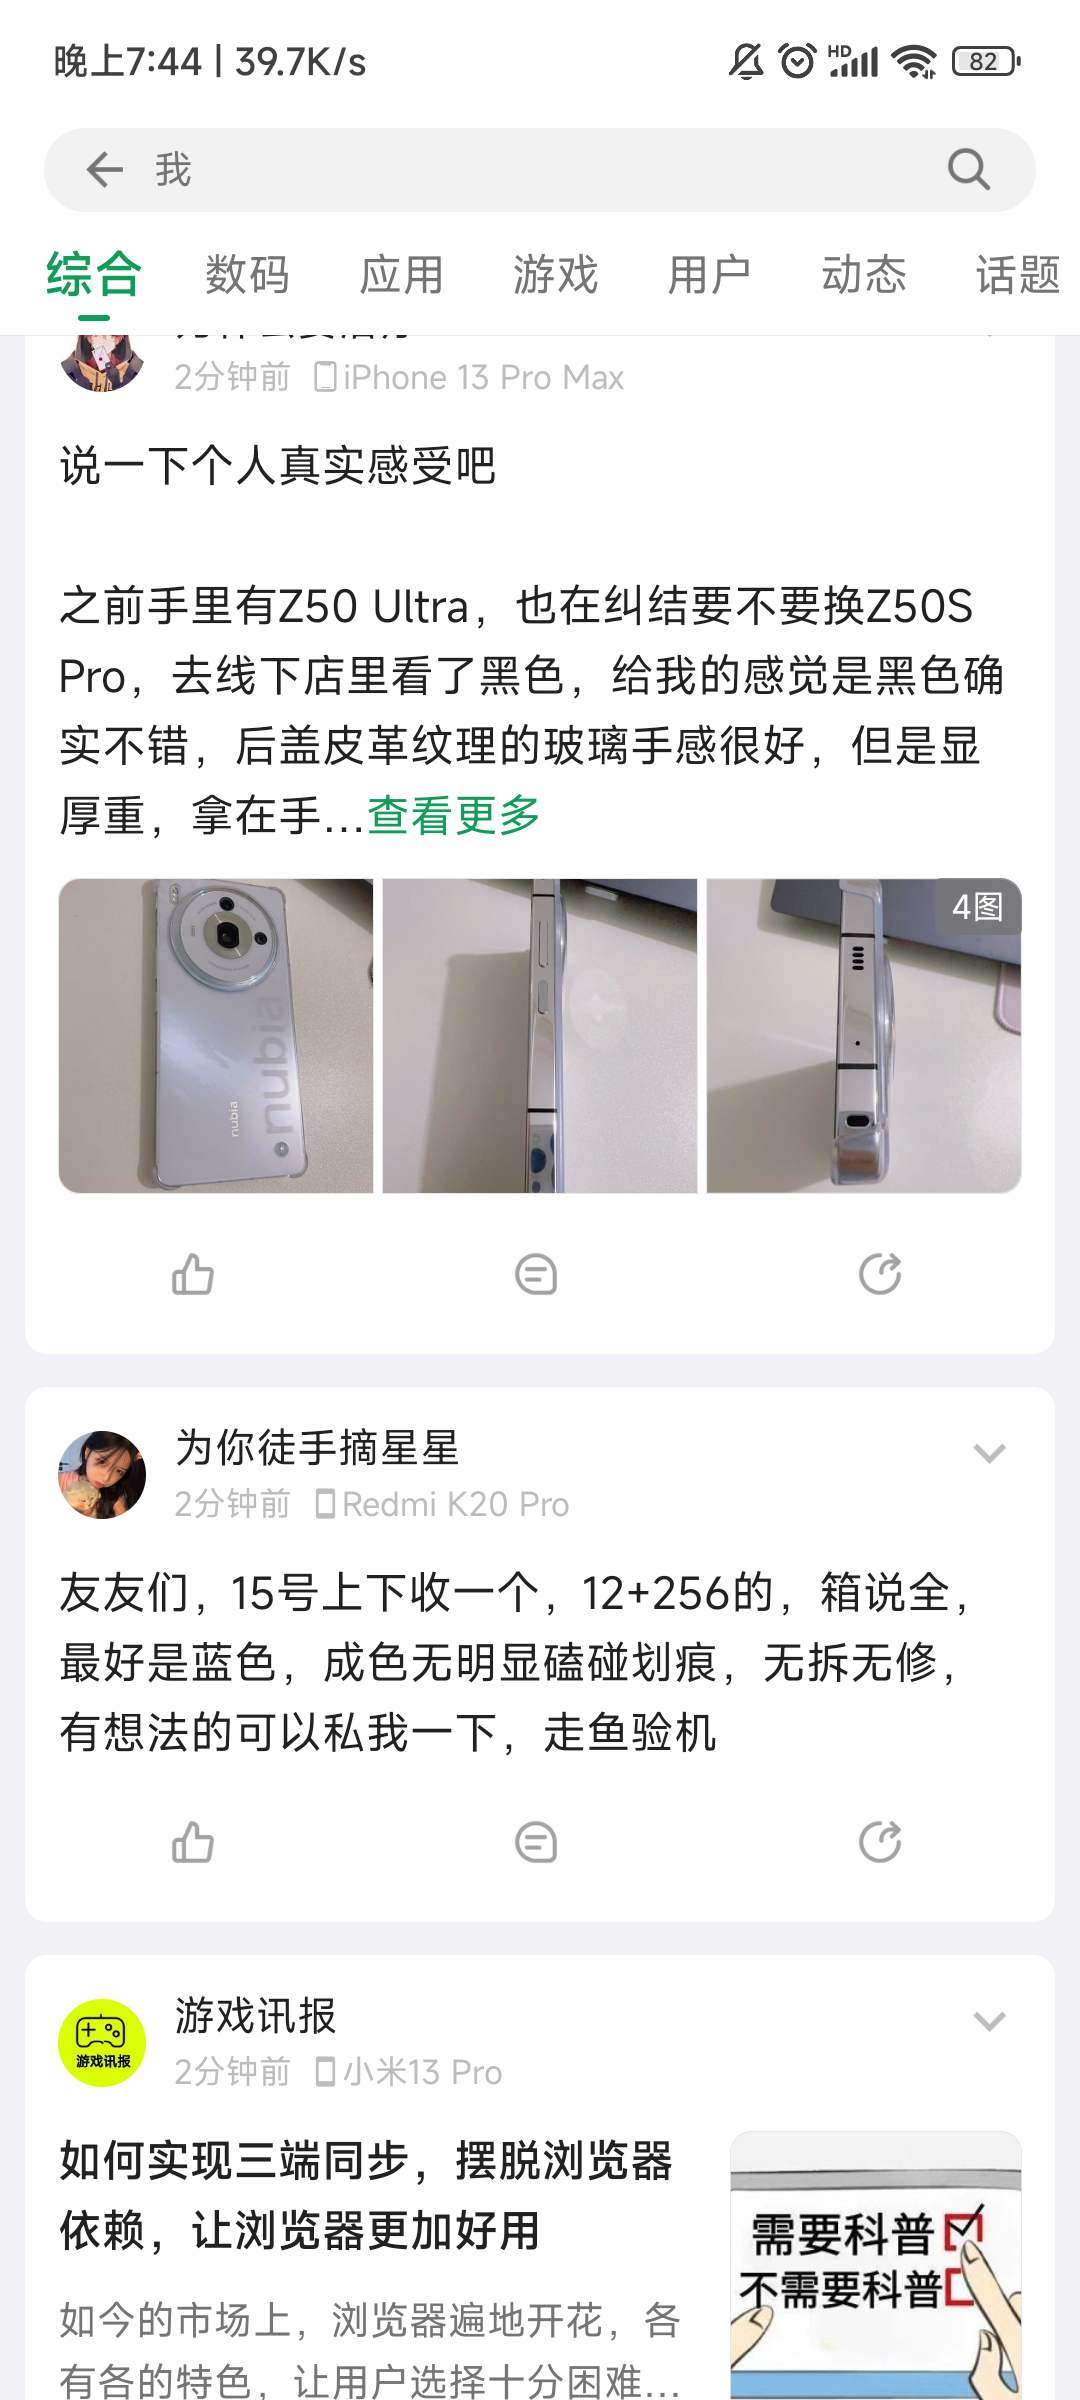 晚上7:44 | 39.7K/s
HD
82
我
综合
数码
应用
游戏
用户
动态
话题
2分钟前 iPhone 13 Pro Max
说一下个人真实感受吧
之前手里有Z50 Ultra，也在纠结要不要换Z50S
Pro，去线下店里看了黑色，给我的感觉是黑色确
实不错，后盖皮革纹理的玻璃手感很好，但是显
厚重，拿在手...查看更多
nubia
nubia
4图
为你徒手摘星星
2分钟前 Redmi K20 Pro
友友们，15号上下收一个，12+256的，箱说全，
最好是蓝色，成色无明显磕碰划痕，无拆无修，
有想法的可以私我一下，走鱼验机
游戏讯报
游戏讯报
2分钟前 小米13 Pro
如何实现三端同步，摆脱浏览器
依赖，让浏览器更加好用
如今的市场上，浏览器遍地开花，各
有各的特色，让用户选择十分困难...
需要科普
不需要科普